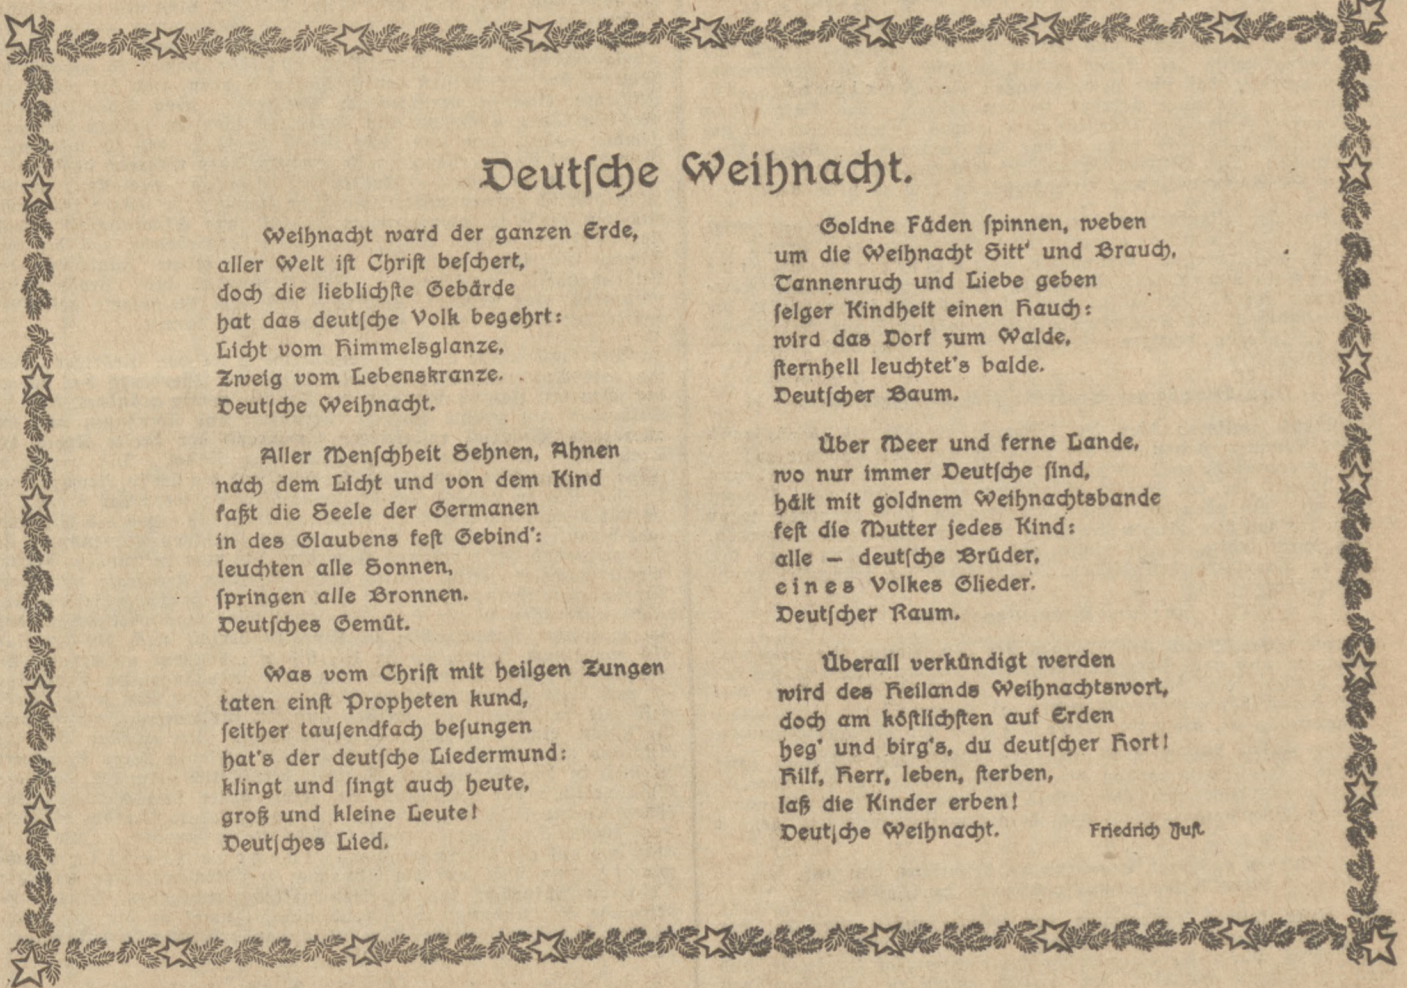 Deutsche Weihnacht.
Weihnacht ward der ganzen Erde,
aller Welt ist Christ beschert,
doch die lieblichste Gebärde
hat das deutsche Volk begehrt:
Licht vom Himmelsglanze,
Zweig vom Lebenskranze.
Deutsche Weihnacht.
Aller Menschheit Sehnen, Ahnen
nach dem Licht und von dem Kind
faßt die Seele der Germanen
in des Glaubens fest Gebind':
leuchten alle Sonnen,
springen alle Bronnen.
Deutsches Gemüt.
Was vom Christ mit heilgen Zungen
taten einst Propheten kund,
seither tausendfach besungen
hat's der deutsche Liedermund:
klingt und singt auch heute,
groß und kleine Leute!
Deutsches Lied.
Goldne Fäden spinnen, weben
um die Weihnacht Sitt' und Brauch,
Tannenruch und Liebe geben
selger Kindheit einen Hauch:
wird das Dorf zum Walde,
sternhell leuchtet's balde.
Deutscher Baum.
Über Meer und ferne Lande,
wo nur immer Deutsche sind,
hält mit goldnem Weihnachtsbande
fest die Mutter jedes Kind:
alle — deutsche Brüder,
eines Volkes Glieder.
Deutscher Raum.
Überall verkündigt werden
wird des Heilands Weihnachtswort,
doch am köstlichsten auf Erden
heg' und birg's, du deutscher Hort!
Hilf, Herr, leben, sterben,
laß die Kinder erben!
Deutsche Weihnacht.
Friedrich Just.